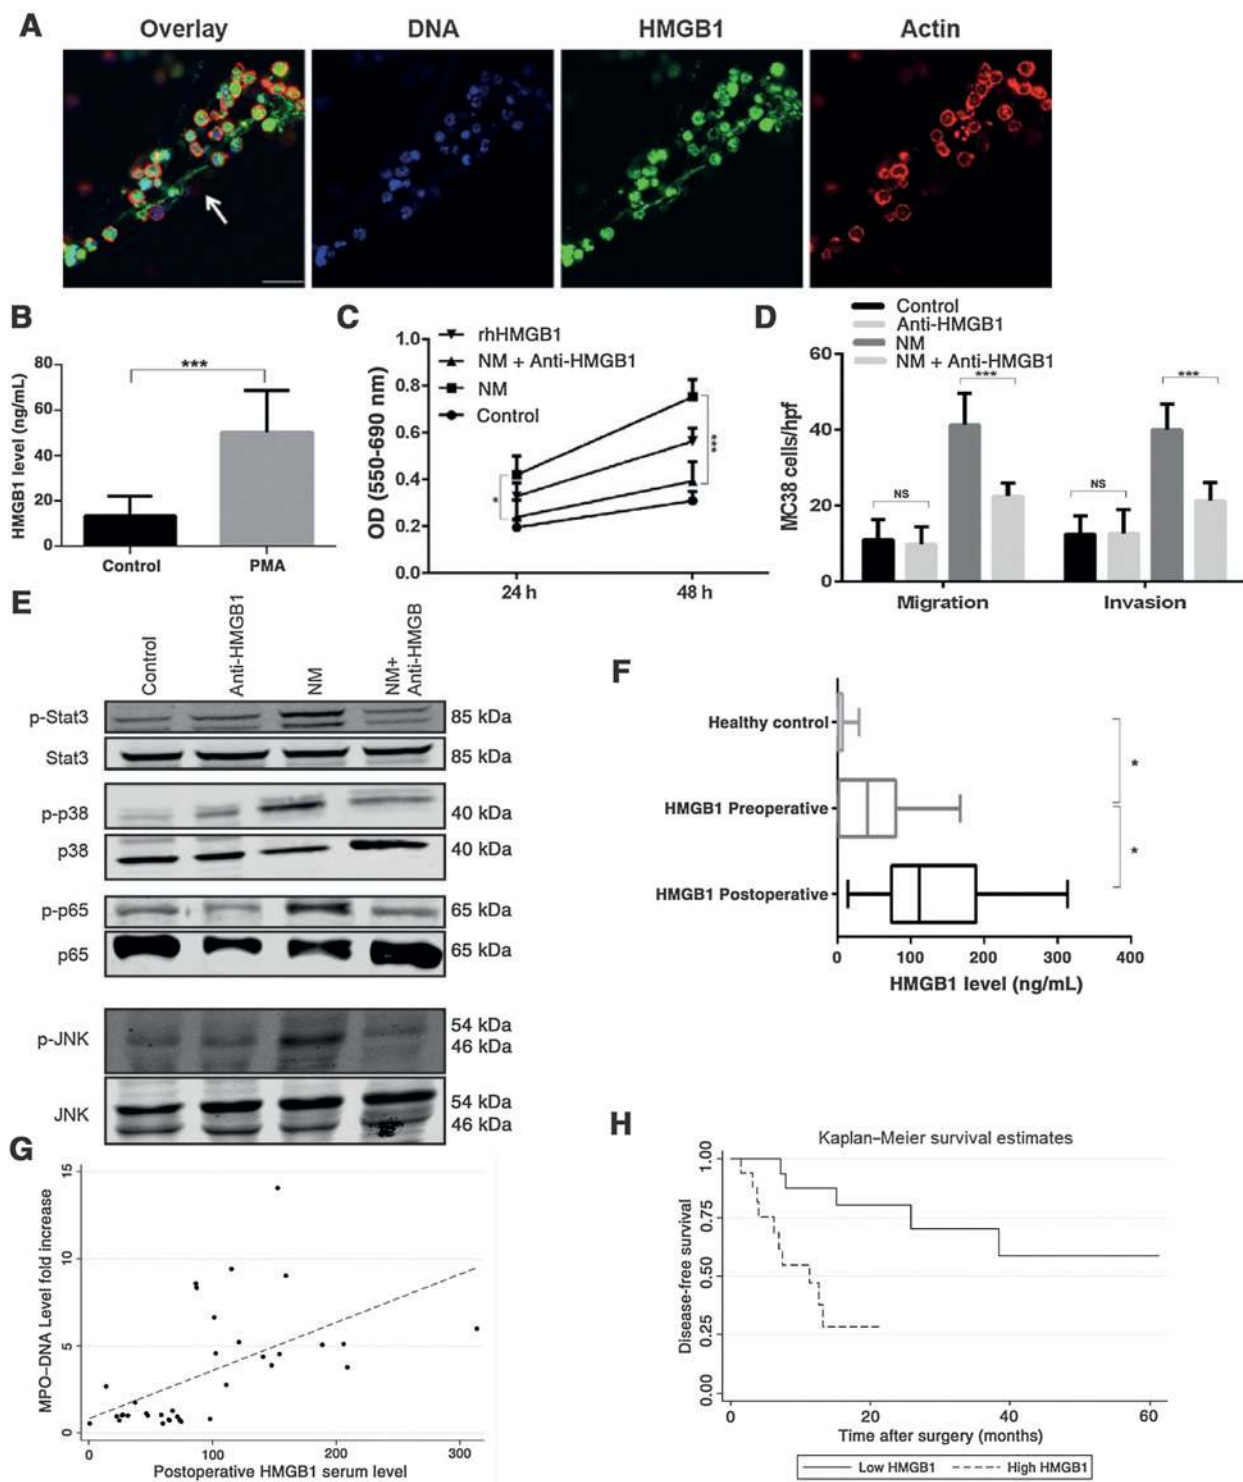 A
Overlay DNA HMGB1 Actin
B
HMGB1 level (ng/mL)
80
60
40
20
0
***
Control PMA
C
OD (550-690 nm)
1.0
0.8
0.6
0.4
0.2
0.0
rhHMGB1
NM + Anti-HMGB1
NM
Control
*
***
24 h 48 h
D
Control
Anti-HMGB1
NM
NM + Anti-HMGB1
MC38 cells/hpf
60
40
20
0
NS *** NS ***
Migration Invasion
E
Control Anti-HMGB1 NM NM+ Anti-HMGB
p-Stat3 85 kDa
Stat3 85 kDa
p-p38 40 kDa
p38 40 kDa
p-p65 65 kDa
p65 65 kDa
p-JNK 54 kDa
46 kDa
JNK 54 kDa
46 kDa
F
Healthy control
HMGB1 Preoperative
HMGB1 Postoperative
*
*
0 100 200 300 400
HMGB1 level (ng/mL)
G
MPO–DNA Level fold increase
15
10
5
0
0 100 200 300
Postoperative HMGB1 serum level
H
Kaplan–Meier survival estimates
Disease-free survival
1.00
0.75
0.50
0.25
0.00
0 20 40 60
Time after surgery (months)
Low HMGB1 High HMGB1